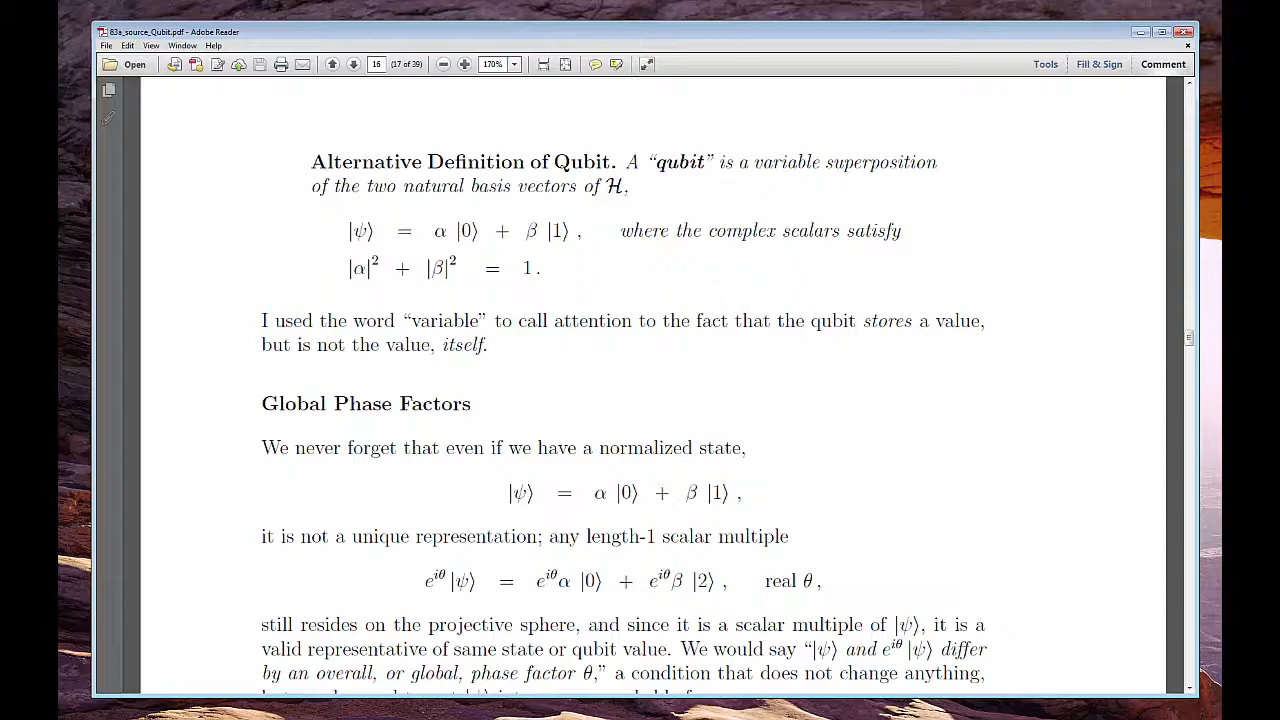 83a_source_Qubit.pdf - Adobe Reader
File Edit View Window Help
Open 16 (17 of 39) 170% Tools Fill & Sign Comment
Alternative Definition of Qubit. A “qubit” is a variable superposition
of the two natural basis vectors of ℋ,
|ψ⟩ = α |0⟩ + β |1⟩ , where the complex scalars satisfy
|α|² + |β|² = 1 .
I used the word “variable” to call attention to the fact that the qubit stores a value,
but is not the value, itself.
Global Phase Factors
We never forget that even if we have a normalized state,
ψ⟩ = α |0⟩ + β |1⟩ ,
it is not a unique representation; any length-1 scalar multiple
e^{iθ} |ψ⟩ = e^{iθ}α |0⟩ + e^{iθ}β |2⟩ , real θ ,
still resides on the projective sphere, and since it is a scalar multiple of |ψ⟩, it is a
valid representative of same state or qubit value. We would say “|ψ⟩ and e^{iθ} |ψ⟩ differ
by an overall, or global, phase factor θ,” a condition that does not change anything,